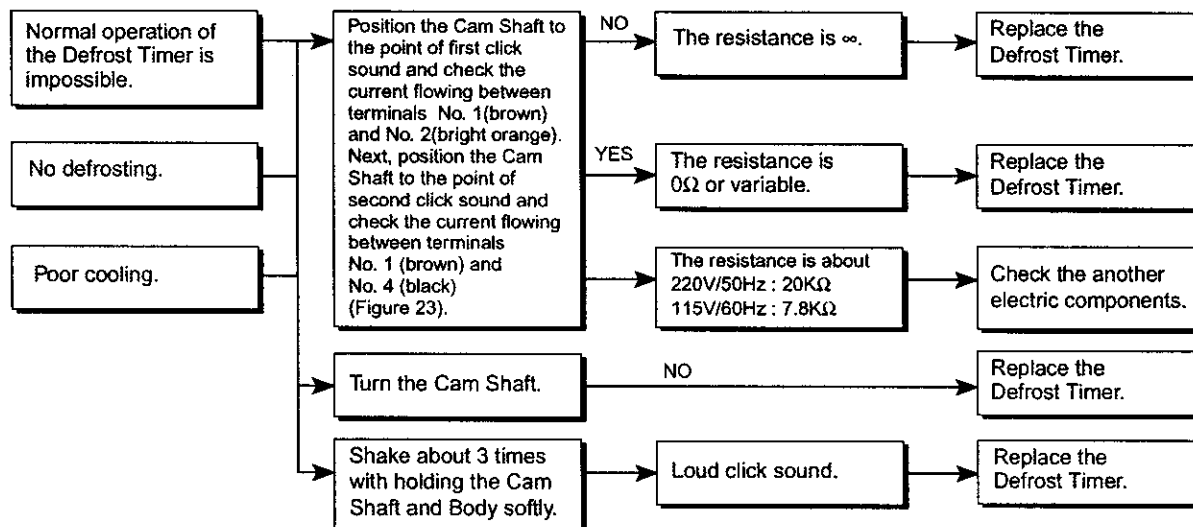 Normal operation of
the Defrost Timer is
impossible.
No defrosting.
Poor cooling.
Position the Cam Shaft to
the point of first click
sound and check the
current flowing between
terminals No. 1(brown)
and No. 2(bright orange).
Next, position the Cam
Shaft to the point of
second click sound and
check the current flowing
between terminals
No. 1 (brown) and
No. 4 (black)
(Figure 23).
NO
The resistance is ∞.
Replace the
Defrost Timer.
YES
The resistance is
0Ω or variable.
Replace the
Defrost Timer.
The resistance is about
220V/50Hz : 20KΩ
115V/60Hz : 7.8KΩ
Check the another
electric components.
Turn the Cam Shaft.
NO
Replace the
Defrost Timer.
Shake about 3 times
with holding the Cam
Shaft and Body softly.
Loud click sound.
Replace the
Defrost Timer.